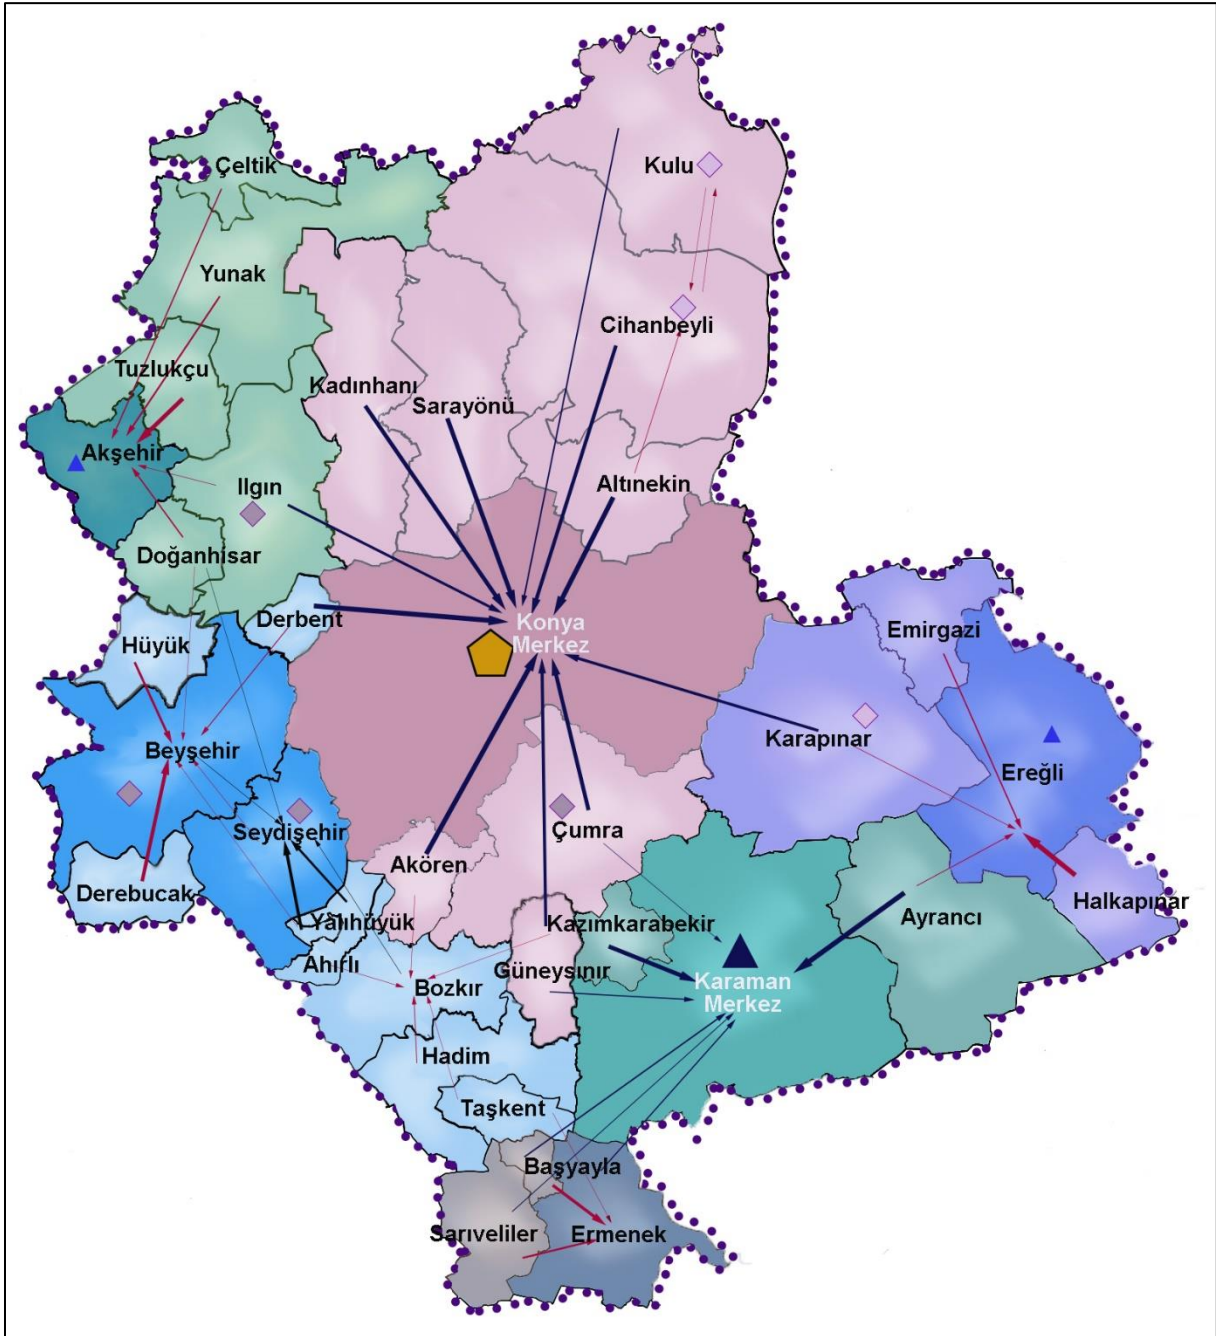 Çeltik
Kulu
Yunak
Cihanbeyli
Tuzlukçu
Kadınhanı
Sarayönü
Akşehir
Ilgın
Altınekin
Doğanhisar
Derbent
Konya
Merkez
Hüyük
Emirgazi
Beyşehir
Karapınar
Ereğli
Seydişehir
Çumra
Akören
Derebucak
Halkapınar
Yalıhüyük
Kazımkarabekir
Ayrancı
Ahırlı
Güneysınır
Bozkır
Karaman
Merkez
Hadim
Taşkent
Başyayla
Sarıveliler
Ermenek